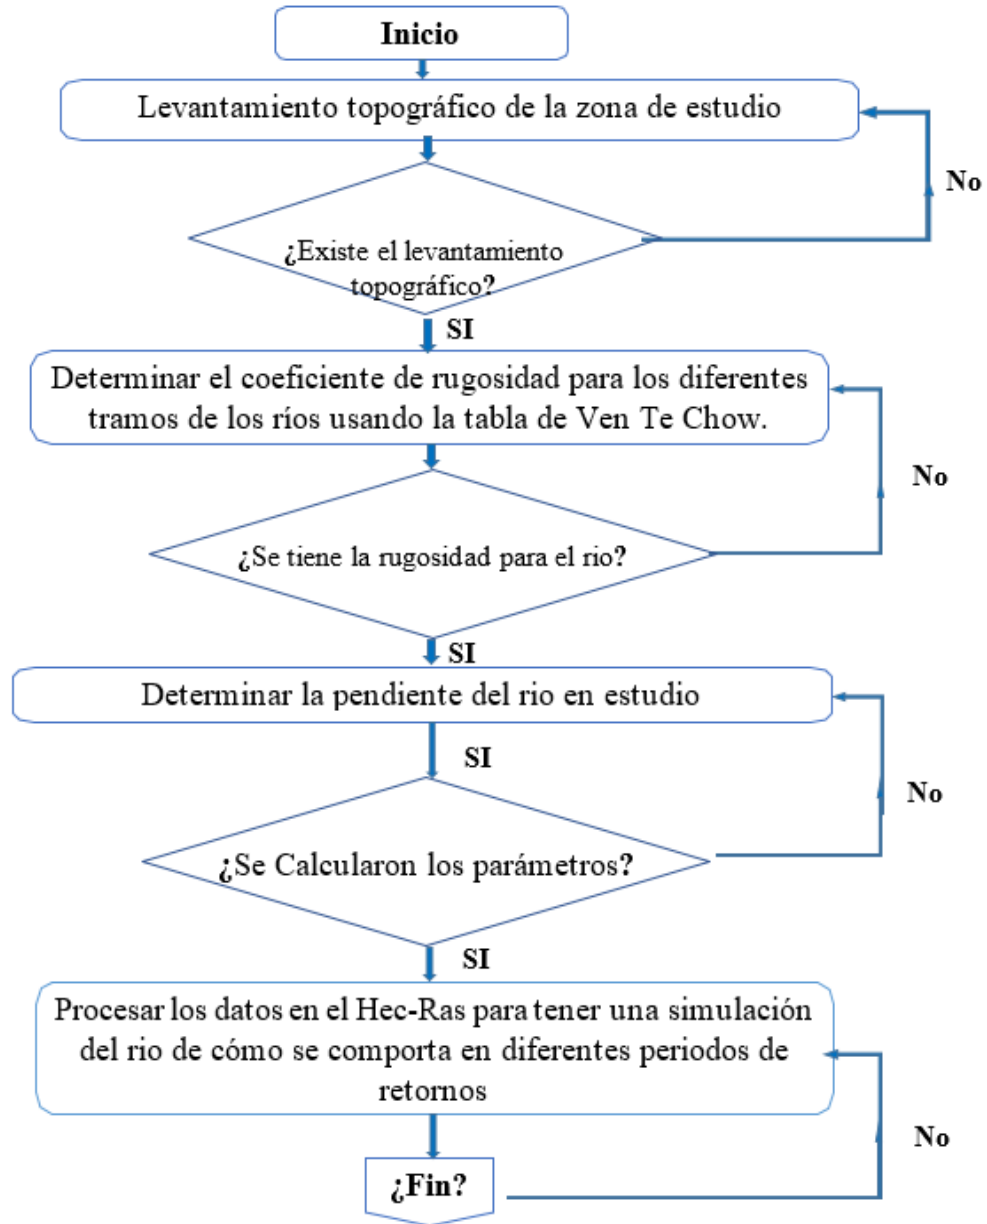 Inicio
Levantamiento topográfico de la zona de estudio
No
¿Existe el levantamiento
topográfico?
SI
Determinar el coeficiente de rugosidad para los diferentes
tramos de los ríos usando la tabla de Ven Te Chow.
No
¿Se tiene la rugosidad para el rio?
SI
Determinar la pendiente del rio en estudio
SI
No
¿Se Calcularon los parámetros?
SI
Procesar los datos en el Hec-Ras para tener una simulación
del rio de cómo se comporta en diferentes periodos de
retornos
No
¿Fin?